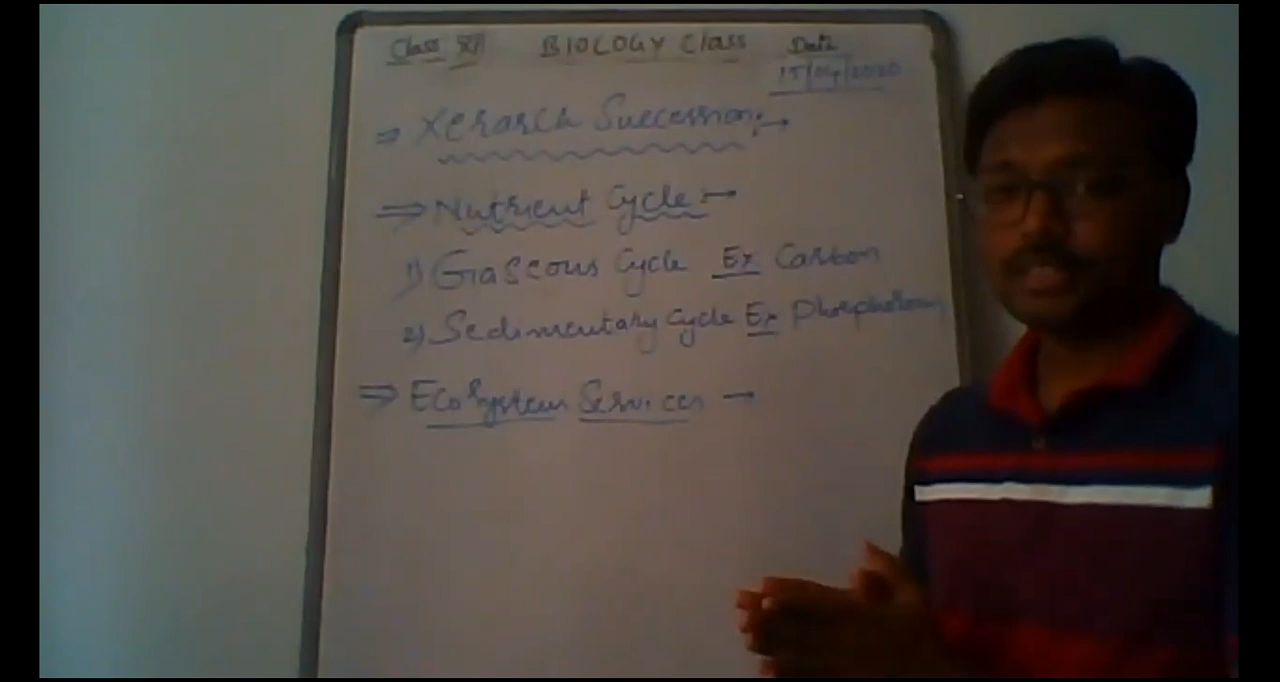 Class XII BIOLOGY Class Date
15/04/2020
⇒ Xerarch Succession :→
⇒ Nutrient Cycle :→
1) Gaseous Cycle Ex Carbon
2) Sedimentary Cycle Ex Phosphorous
⇒ Ecosystem Services →